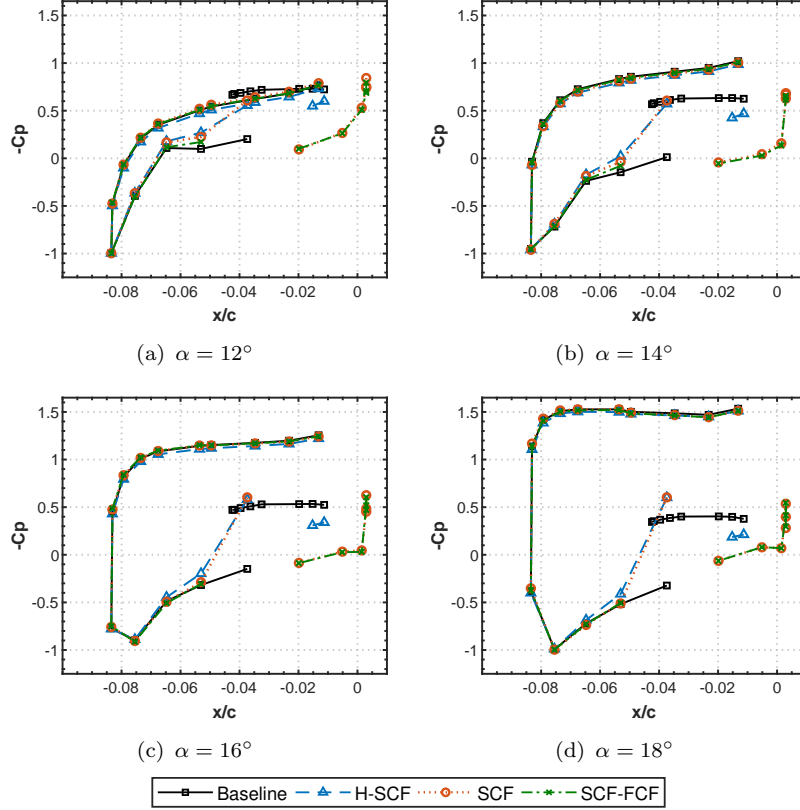 1.5
1
0.5
0
-0.5
-1
-Cp
-0.08 -0.06 -0.04 -0.02 0
x/c
(a) α = 12°
1.5
1
0.5
0
-0.5
-1
-Cp
-0.08 -0.06 -0.04 -0.02 0
x/c
(b) α = 14°
1.5
1
0.5
0
-0.5
-1
-Cp
-0.08 -0.06 -0.04 -0.02 0
x/c
(c) α = 16°
1.5
1
0.5
0
-0.5
-1
-Cp
-0.08 -0.06 -0.04 -0.02 0
x/c
(d) α = 18°
Baseline H-SCF SCF SCF-FCF